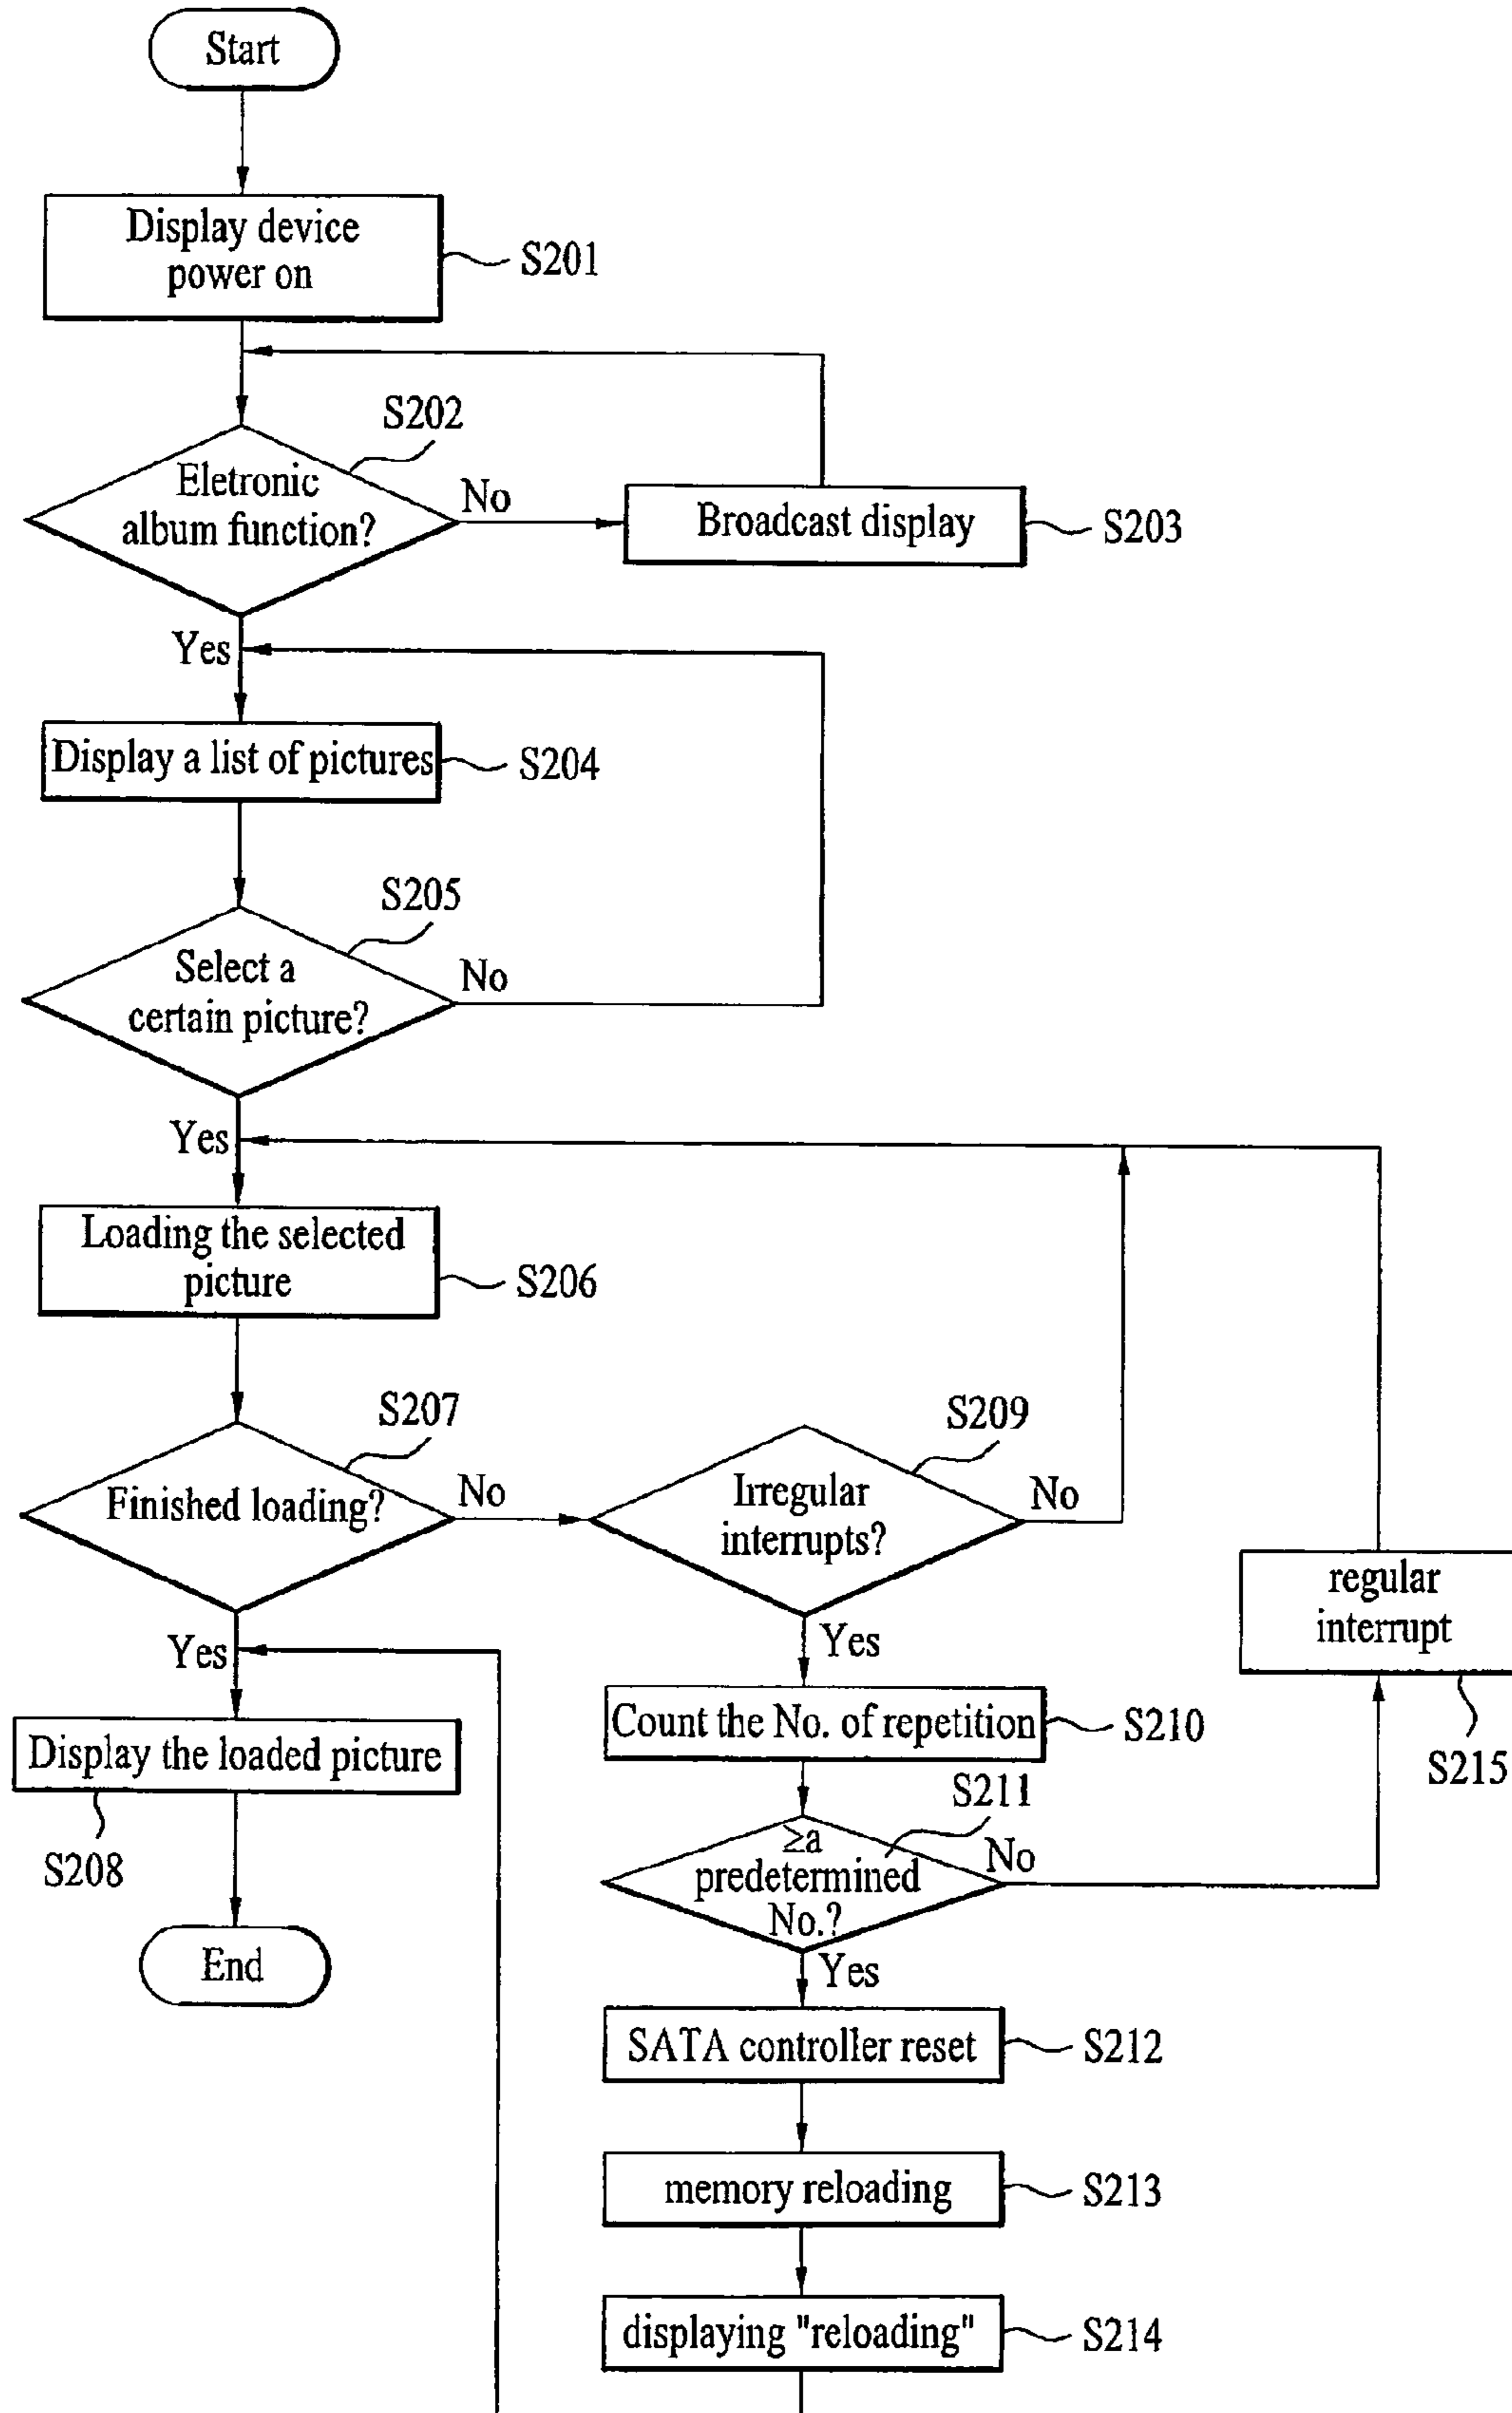 Start
Display device
power on
S201
S202
Eletronic
album function?
No
Broadcast display
S203
Yes
Display a list of pictures
S204
S205
Select a
certain picture?
No
Yes
Loading the selected
picture
S206
S207
Finished loading?
No
S209
Irregular
interrupts?
No
regular
interrupt
S215
Yes
Display the loaded picture
S208
End
Yes
Count the No. of repetition
S210
S211
≥a
predetermined
No.?
No
Yes
SATA controller reset
S212
memory reloading
S213
displaying "reloading"
S214